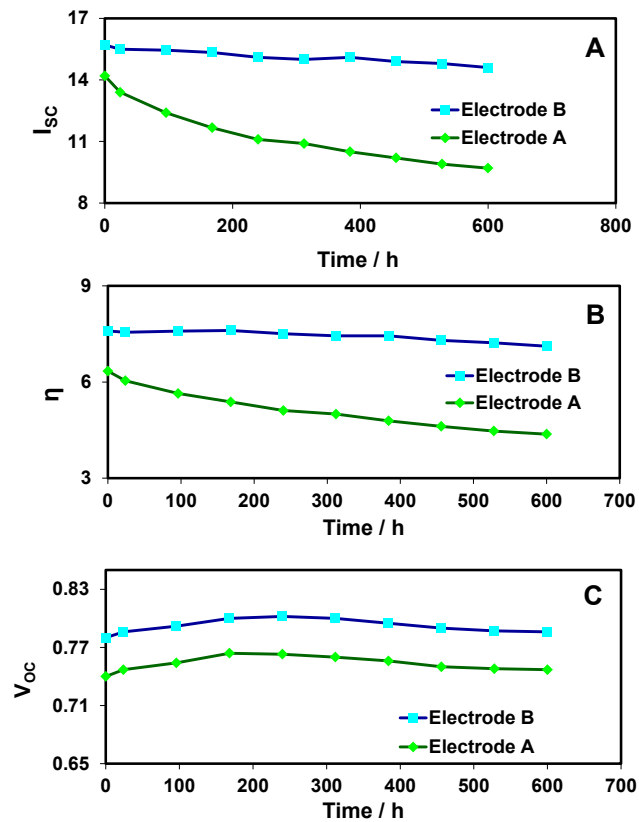 17
A
14
I_SC
Electrode B
11
Electrode A
8
0 200 400 600 800
Time / h
9
B
6
Electrode B
η
Electrode A
3
0 100 200 300 400 500 600 700
Time / h
0.83
C
0.77
V_OC
0.71
Electrode B
Electrode A
0.65
0 100 200 300 400 500 600 700
Time / h